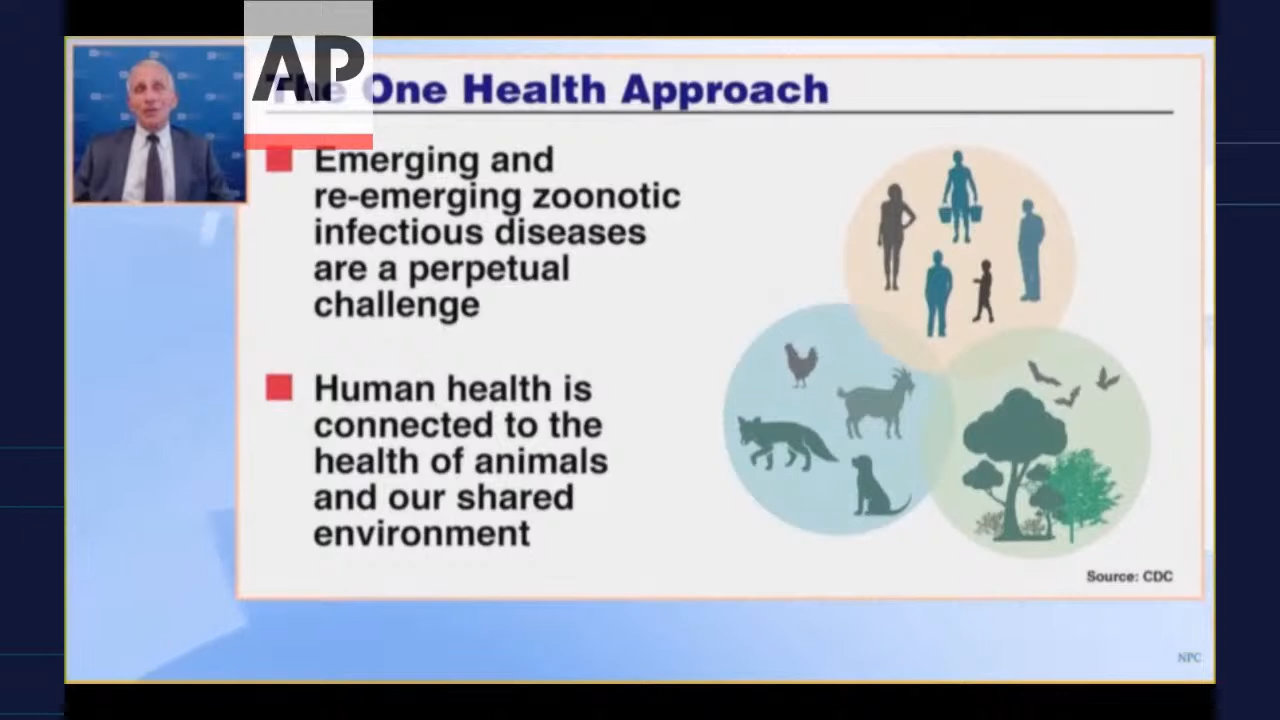 AP
The One Health Approach
Emerging and
re-emerging zoonotic
infectious diseases
are a perpetual
challenge
Human health is
connected to the
health of animals
and our shared
environment
Source: CDC
NPC